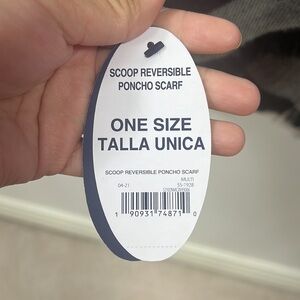 SCOOP REVERSIBLE
PONCHO SCARF
ONE SIZE
TALLA UNICA
SCOOP REVERSIBLE PONCHO SCARF
MULTI
04-21
1 90931 74871 0